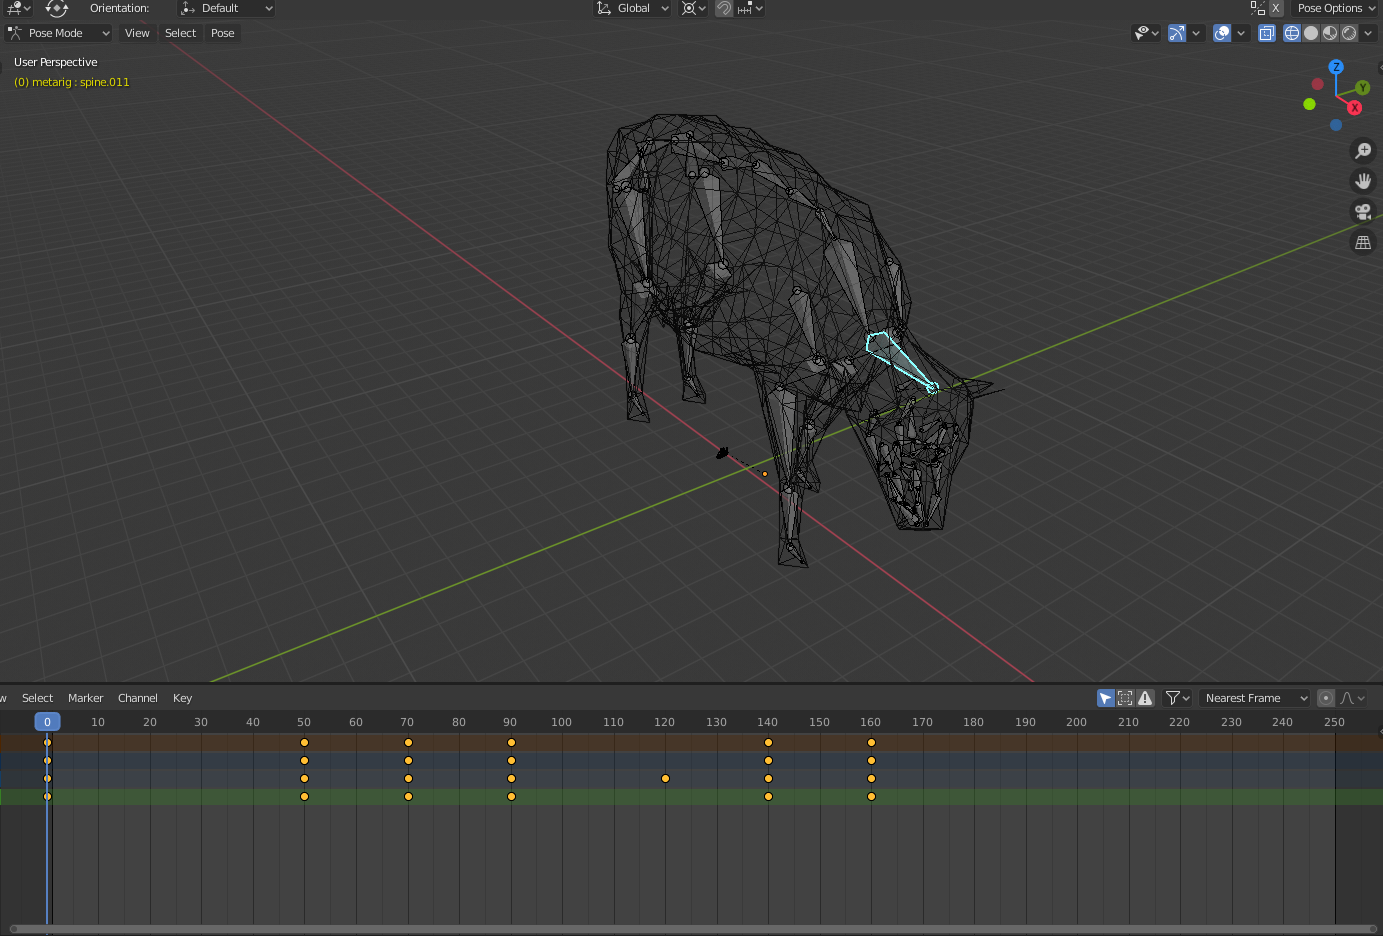 Orientation: Default Global X Pose Options
Pose Mode View Select Pose
User Perspective
(0) metarig : spine.011
Z
Y
X
w Select Marker Channel Key Nearest Frame
0 10 20 30 40 50 60 70 80 90 100 110 120 130 140 150 160 170 180 190 200 210 220 230 240 250